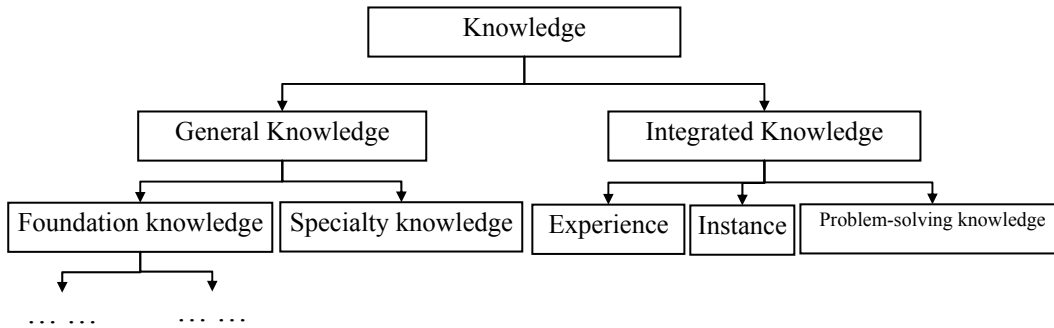 Knowledge
General Knowledge
Integrated Knowledge
Foundation knowledge
Specialty knowledge
Experience
Instance
Problem-solving knowledge
… …
… …